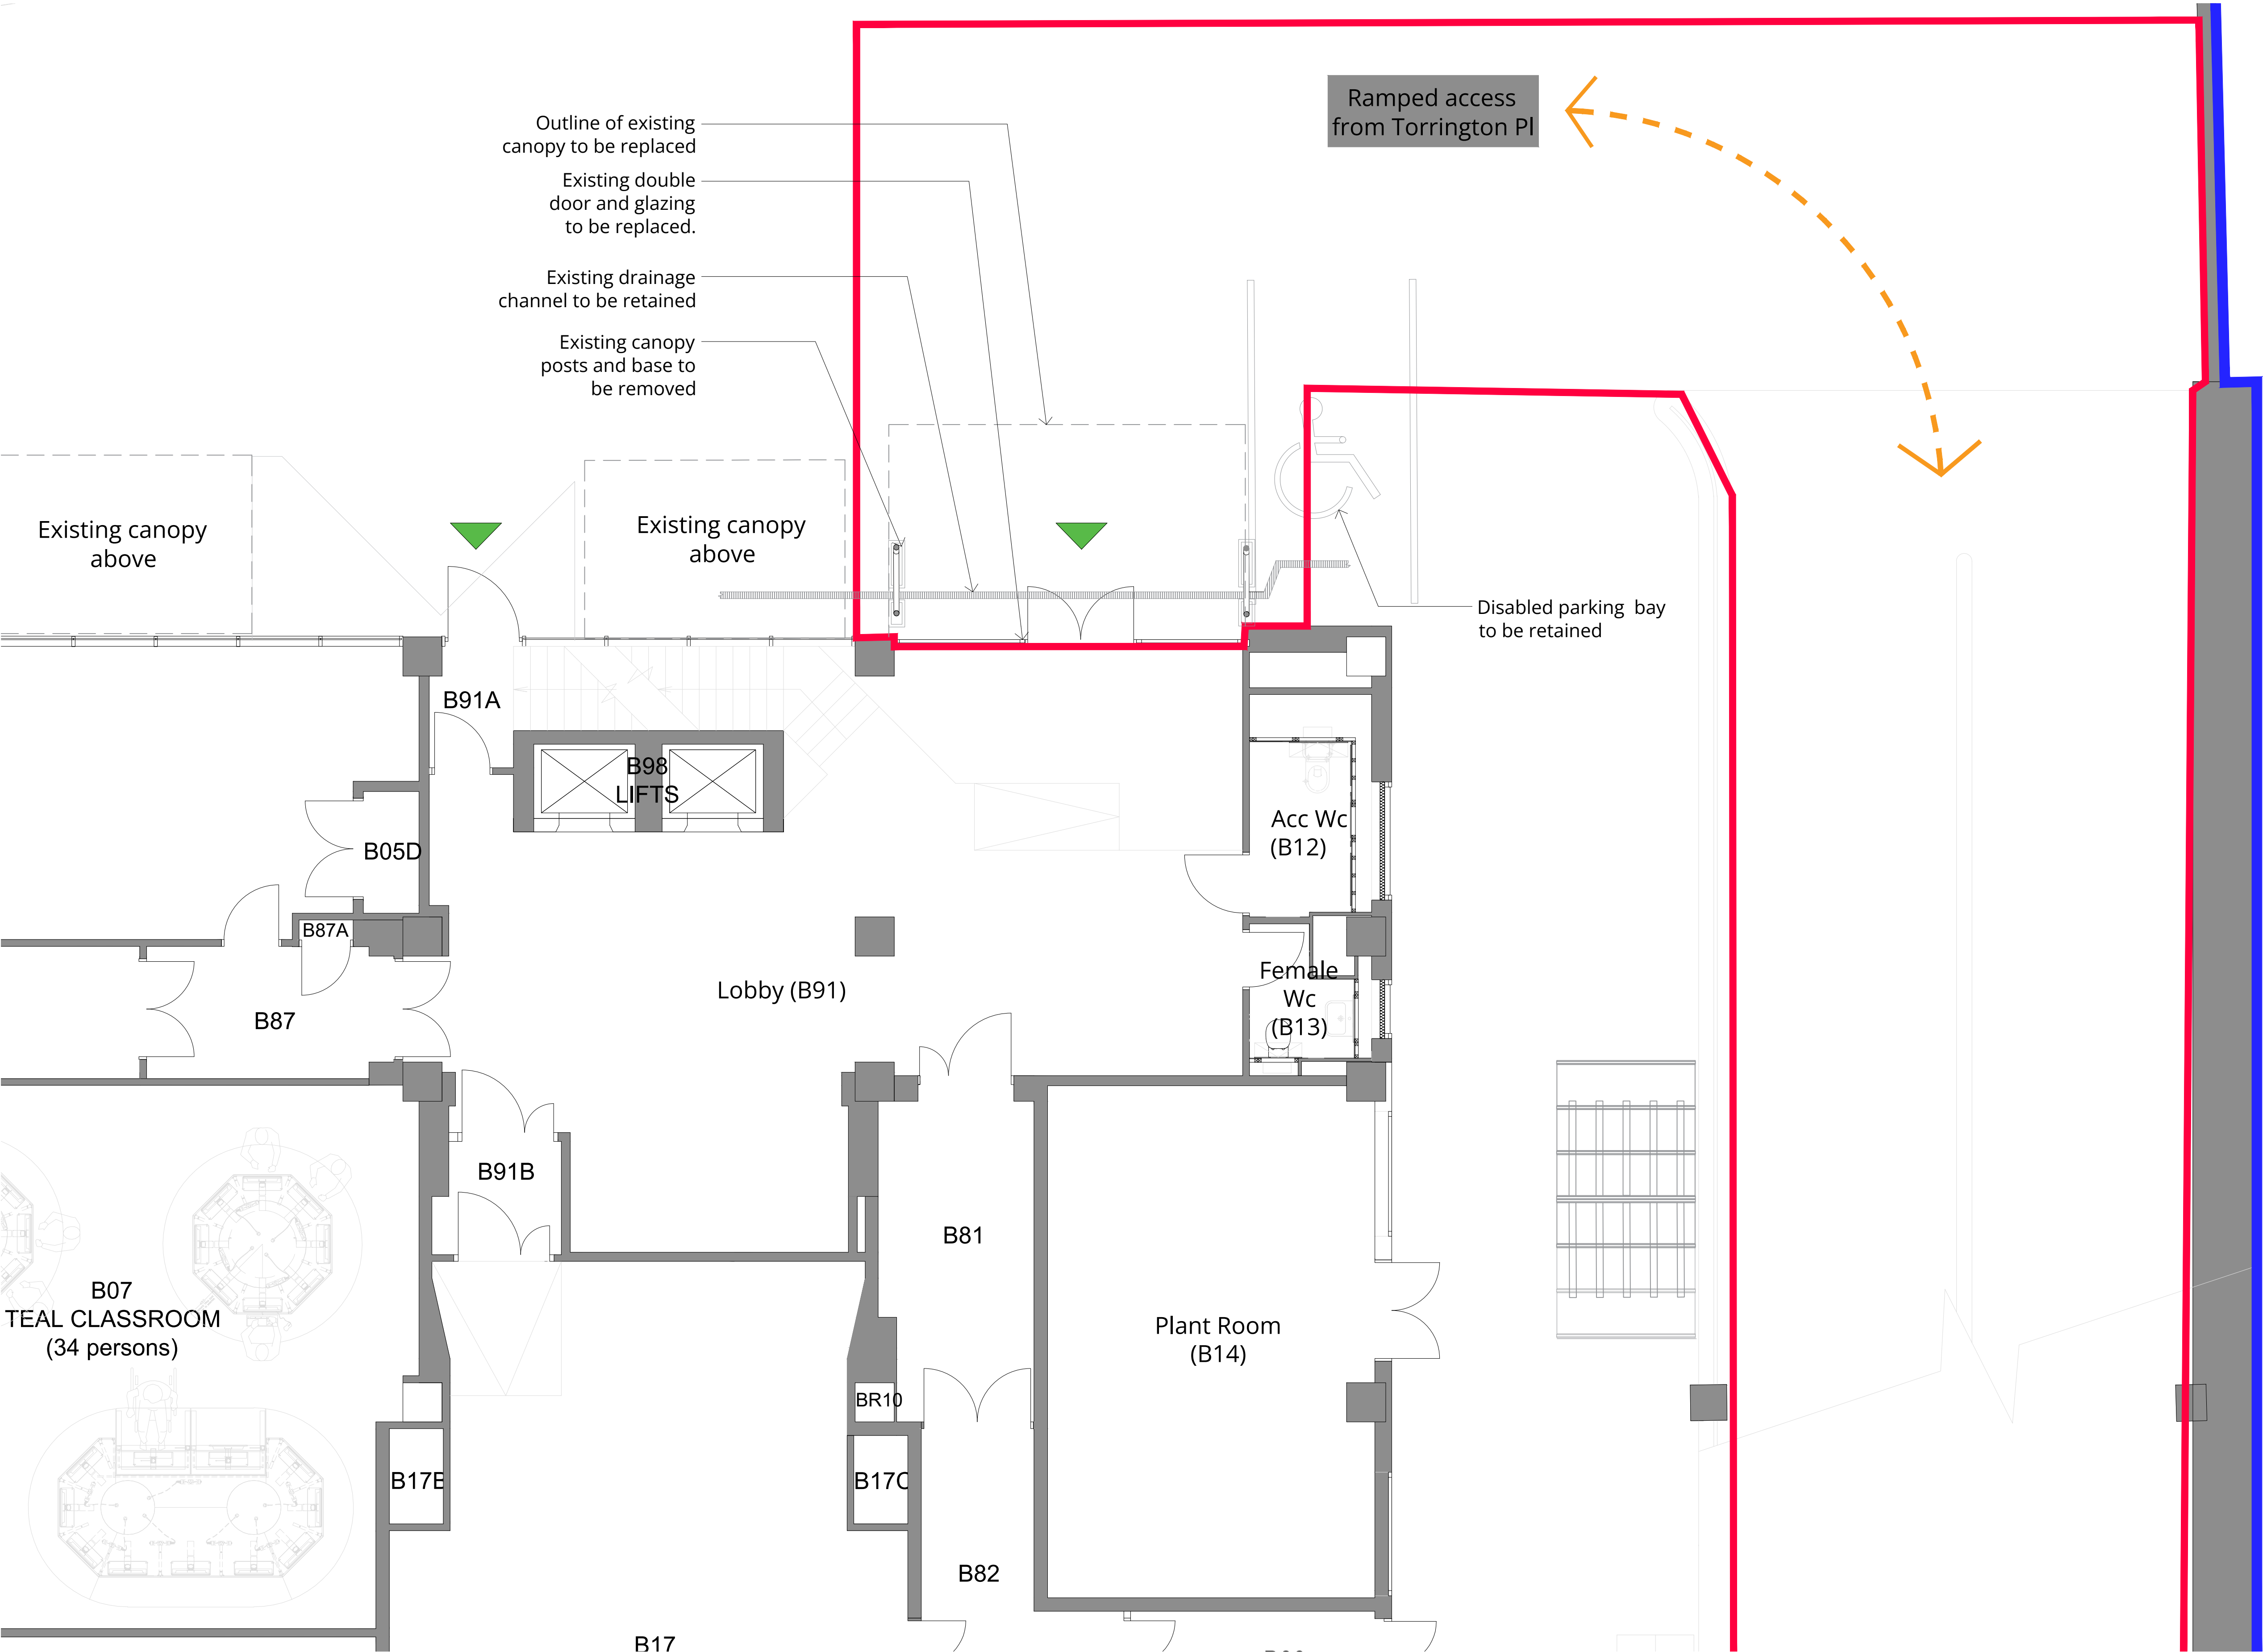 Ramped access
from Torrington Pl
Outline of existing
canopy to be replaced
Existing double
door and glazing
to be replaced.
Existing drainage
channel to be retained
Existing canopy
posts and base to
be removed
Existing canopy
above
Existing canopy
above
Disabled parking bay
to be retained
B91A
B98
LIFTS
Acc Wc
(B12)
B05D
B87A
Female
Wc
(B13)
Lobby (B91)
B87
B91B
B81
B07
TEAL CLASSROOM
(34 persons)
Plant Room
(B14)
BR10
B17B
B17C
B82
B17